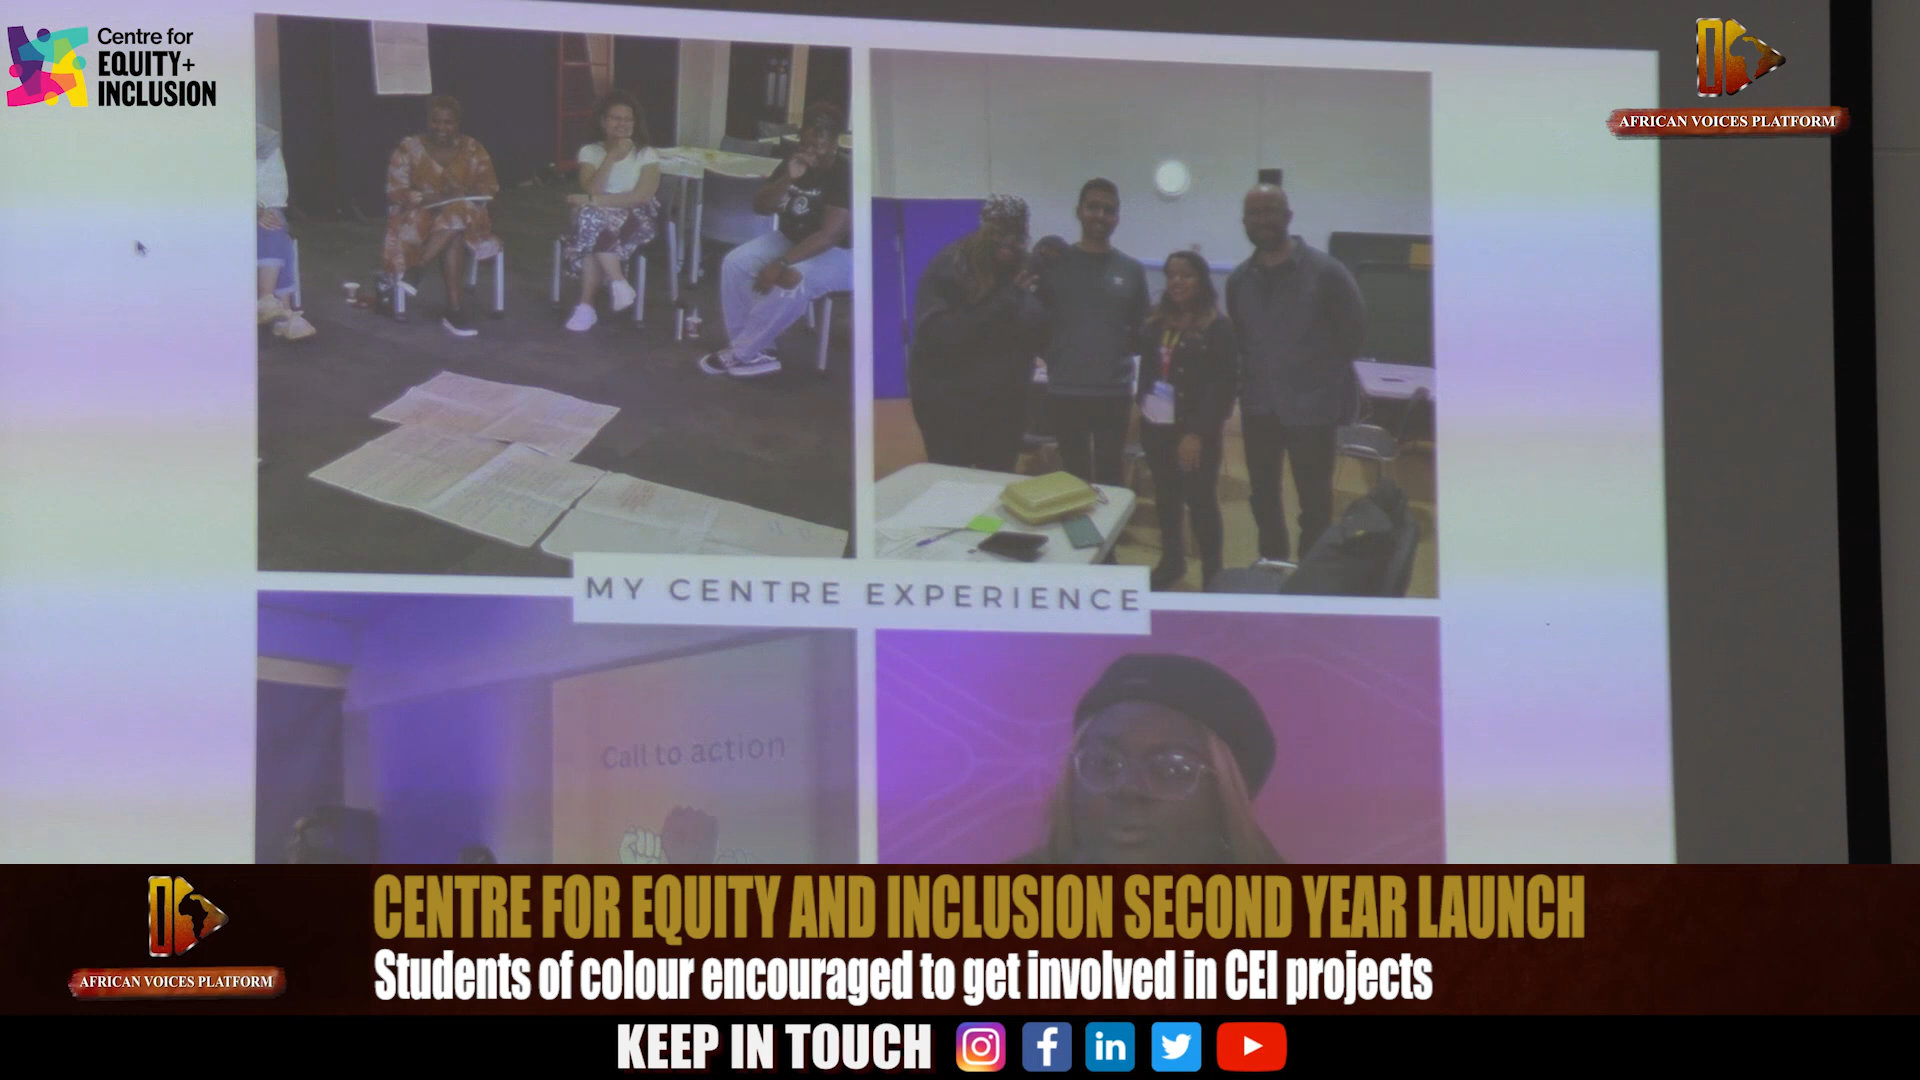 Centre for
EQUITY+
INCLUSION
AFRICAN VOICES PLATFORM
MY CENTRE EXPERIENCE
Call to action
AFRICAN VOICES PLATFORM
CENTRE FOR EQUITY AND INCLUSION SECOND YEAR LAUNCH
Students of colour encouraged to get involved in CEI projects
KEEP IN TOUCH
in